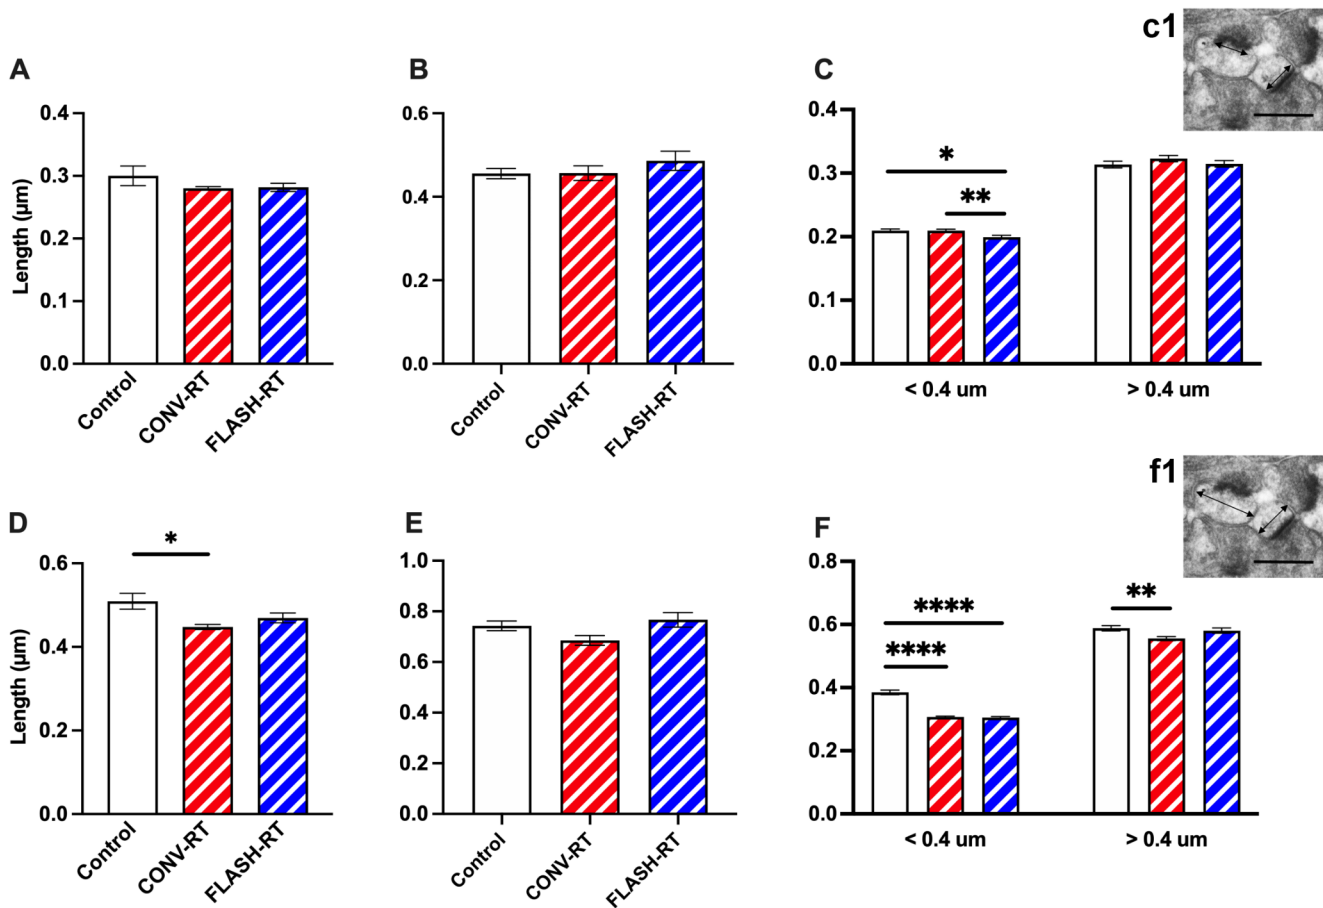 c1
A
B
C
Length (µm)
0.4
0.3
0.2
0.1
0.0
Control
CONV-RT
FLASH-RT
0.6
0.4
0.2
0.0
Control
CONV-RT
FLASH-RT
0.4
0.3
0.2
0.1
0.0
*
**
< 0.4 um
> 0.4 um
f1
D
E
F
Length (µm)
0.6
0.4
0.2
0.0
*
Control
CONV-RT
FLASH-RT
1.0
0.8
0.6
0.4
0.2
0.0
Control
CONV-RT
FLASH-RT
0.8
0.6
0.4
0.2
0.0
****
****
**
< 0.4 um
> 0.4 um